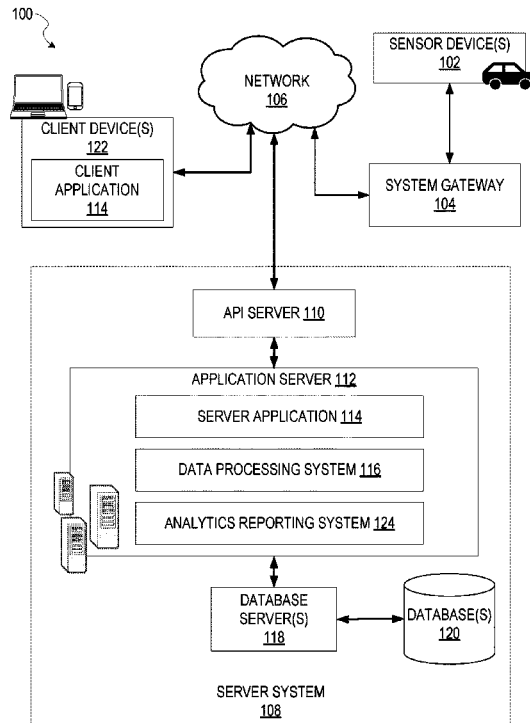 100
SENSOR DEVICE(S)
102
NETWORK
106
CLIENT DEVICE(S)
122
CLIENT
APPLICATION
114
SYSTEM GATEWAY
104
API SERVER 110
APPLICATION SERVER 112
SERVER APPLICATION 114
DATA PROCESSING SYSTEM 116
ANALYTICS REPORTING SYSTEM 124
DATABASE
SERVER(S)
118
DATABASE(S)
120
SERVER SYSTEM
108